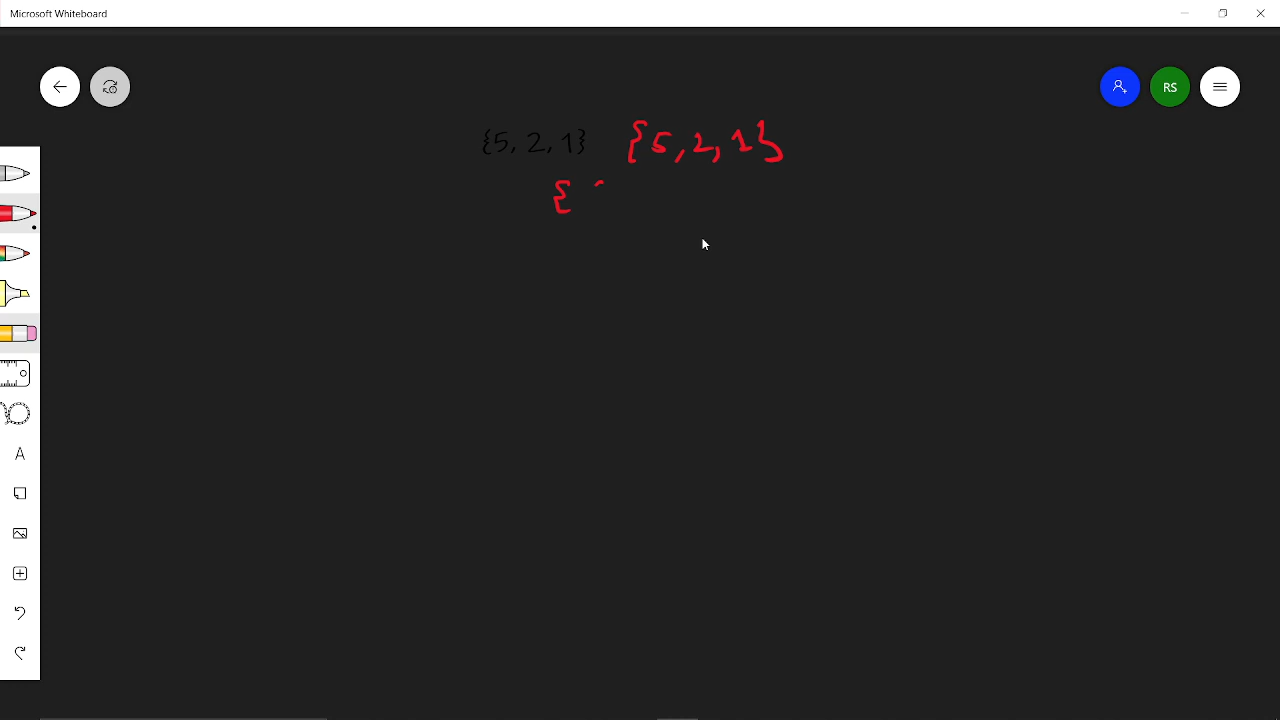 Microsoft Whiteboard
RS
{5, 2, 1} {5, 2, 1}
{
A